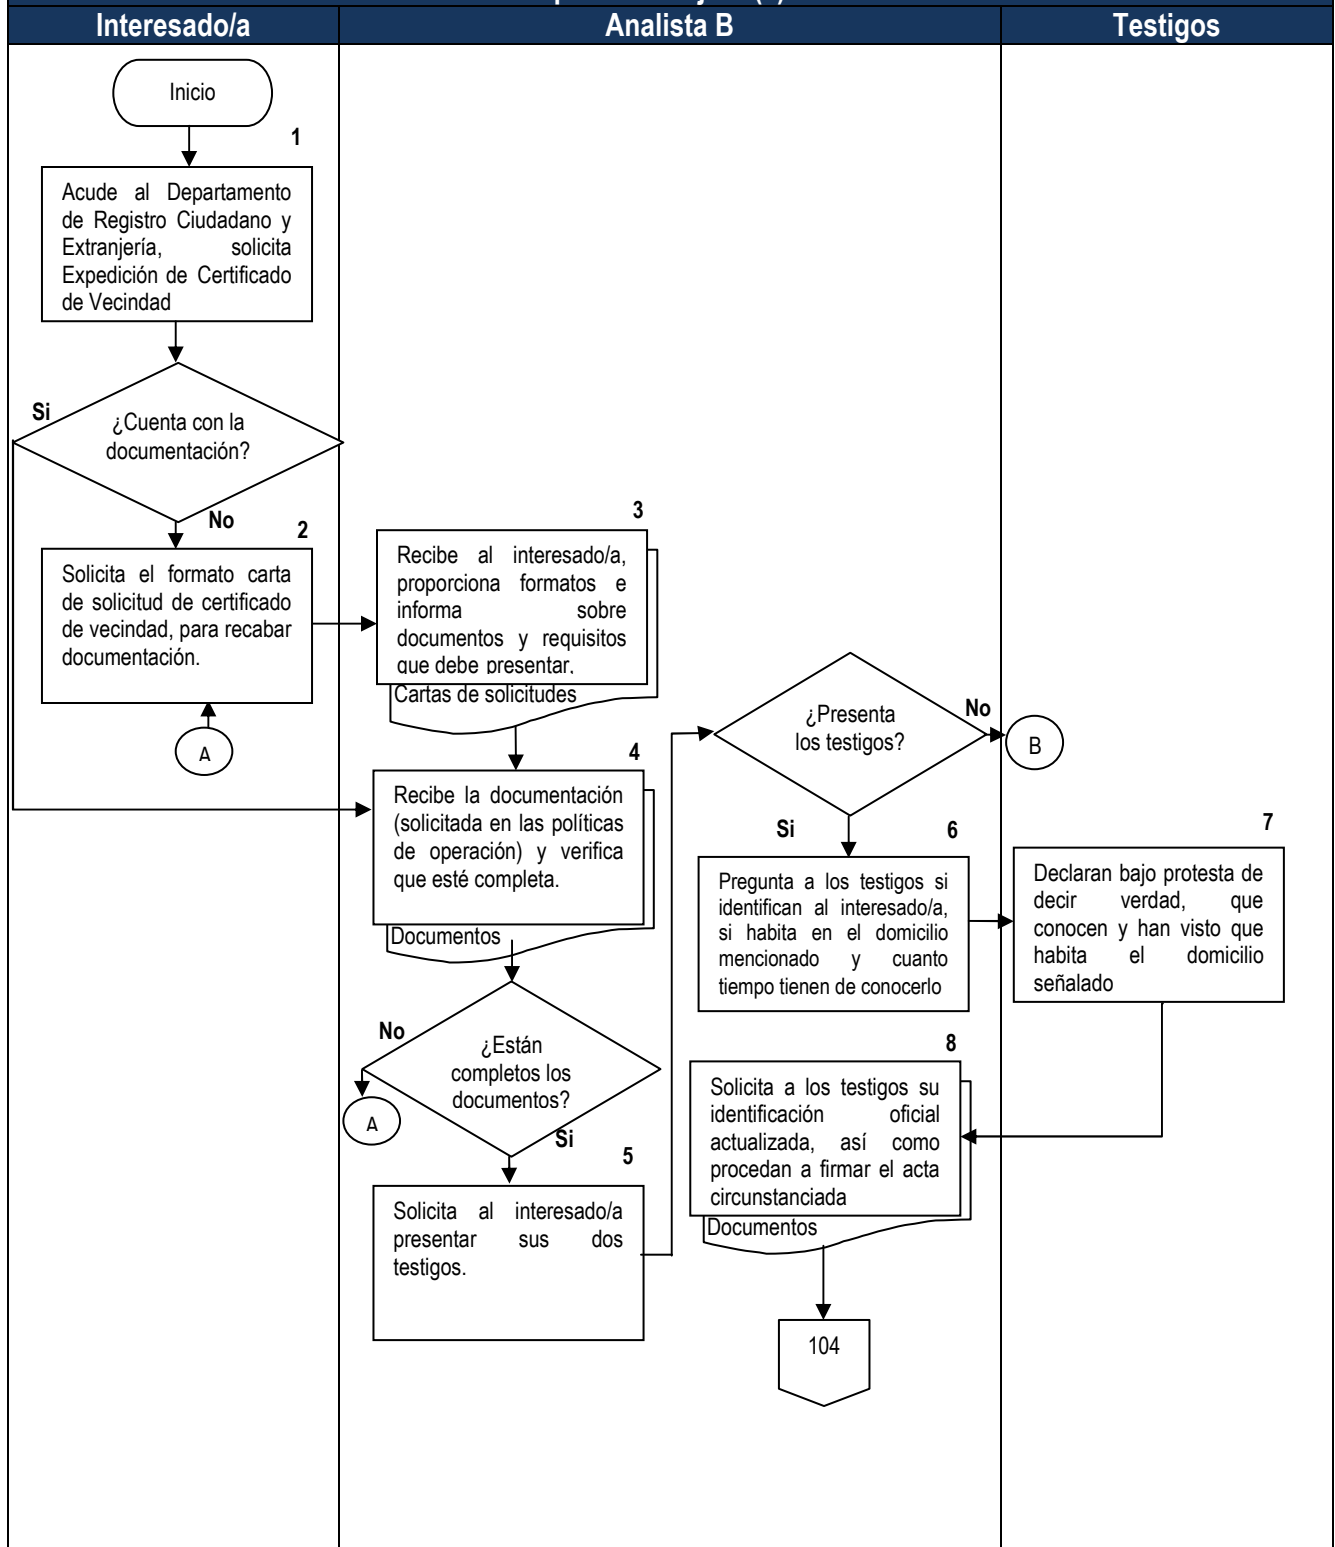 Interesado/a
Analista B
Testigos
Inicio
1
Acude al Departamento
de Registro Ciudadano y
Extranjería, solicita
Expedición de Certificado
de Vecindad
Si
¿Cuenta con la
documentación?
No
2
Solicita el formato carta
de solicitud de certificado
de vecindad, para recabar
documentación.
A
3
Recibe al interesado/a,
proporciona formatos e
informa sobre
documentos y requisitos
que debe presentar.
Cartas de solicitudes
4
Recibe la documentación
(solicitada en las políticas
de operación) y verifica
que esté completa.
Documentos
No
¿Están
completos los
documentos?
A
Si
5
Solicita al interesado/a
presentar sus dos
testigos.
¿Presenta
los testigos?
No
B
Si
6
Pregunta a los testigos si
identifican al interesado/a,
si habita en el domicilio
mencionado y cuanto
tiempo tienen de conocerlo
7
Declaran bajo protesta de
decir verdad, que
conocen y han visto que
habita el domicilio
señalado
8
Solicita a los testigos su
identificación oficial
actualizada, así como
procedan a firmar el acta
circunstanciada
Documentos
104